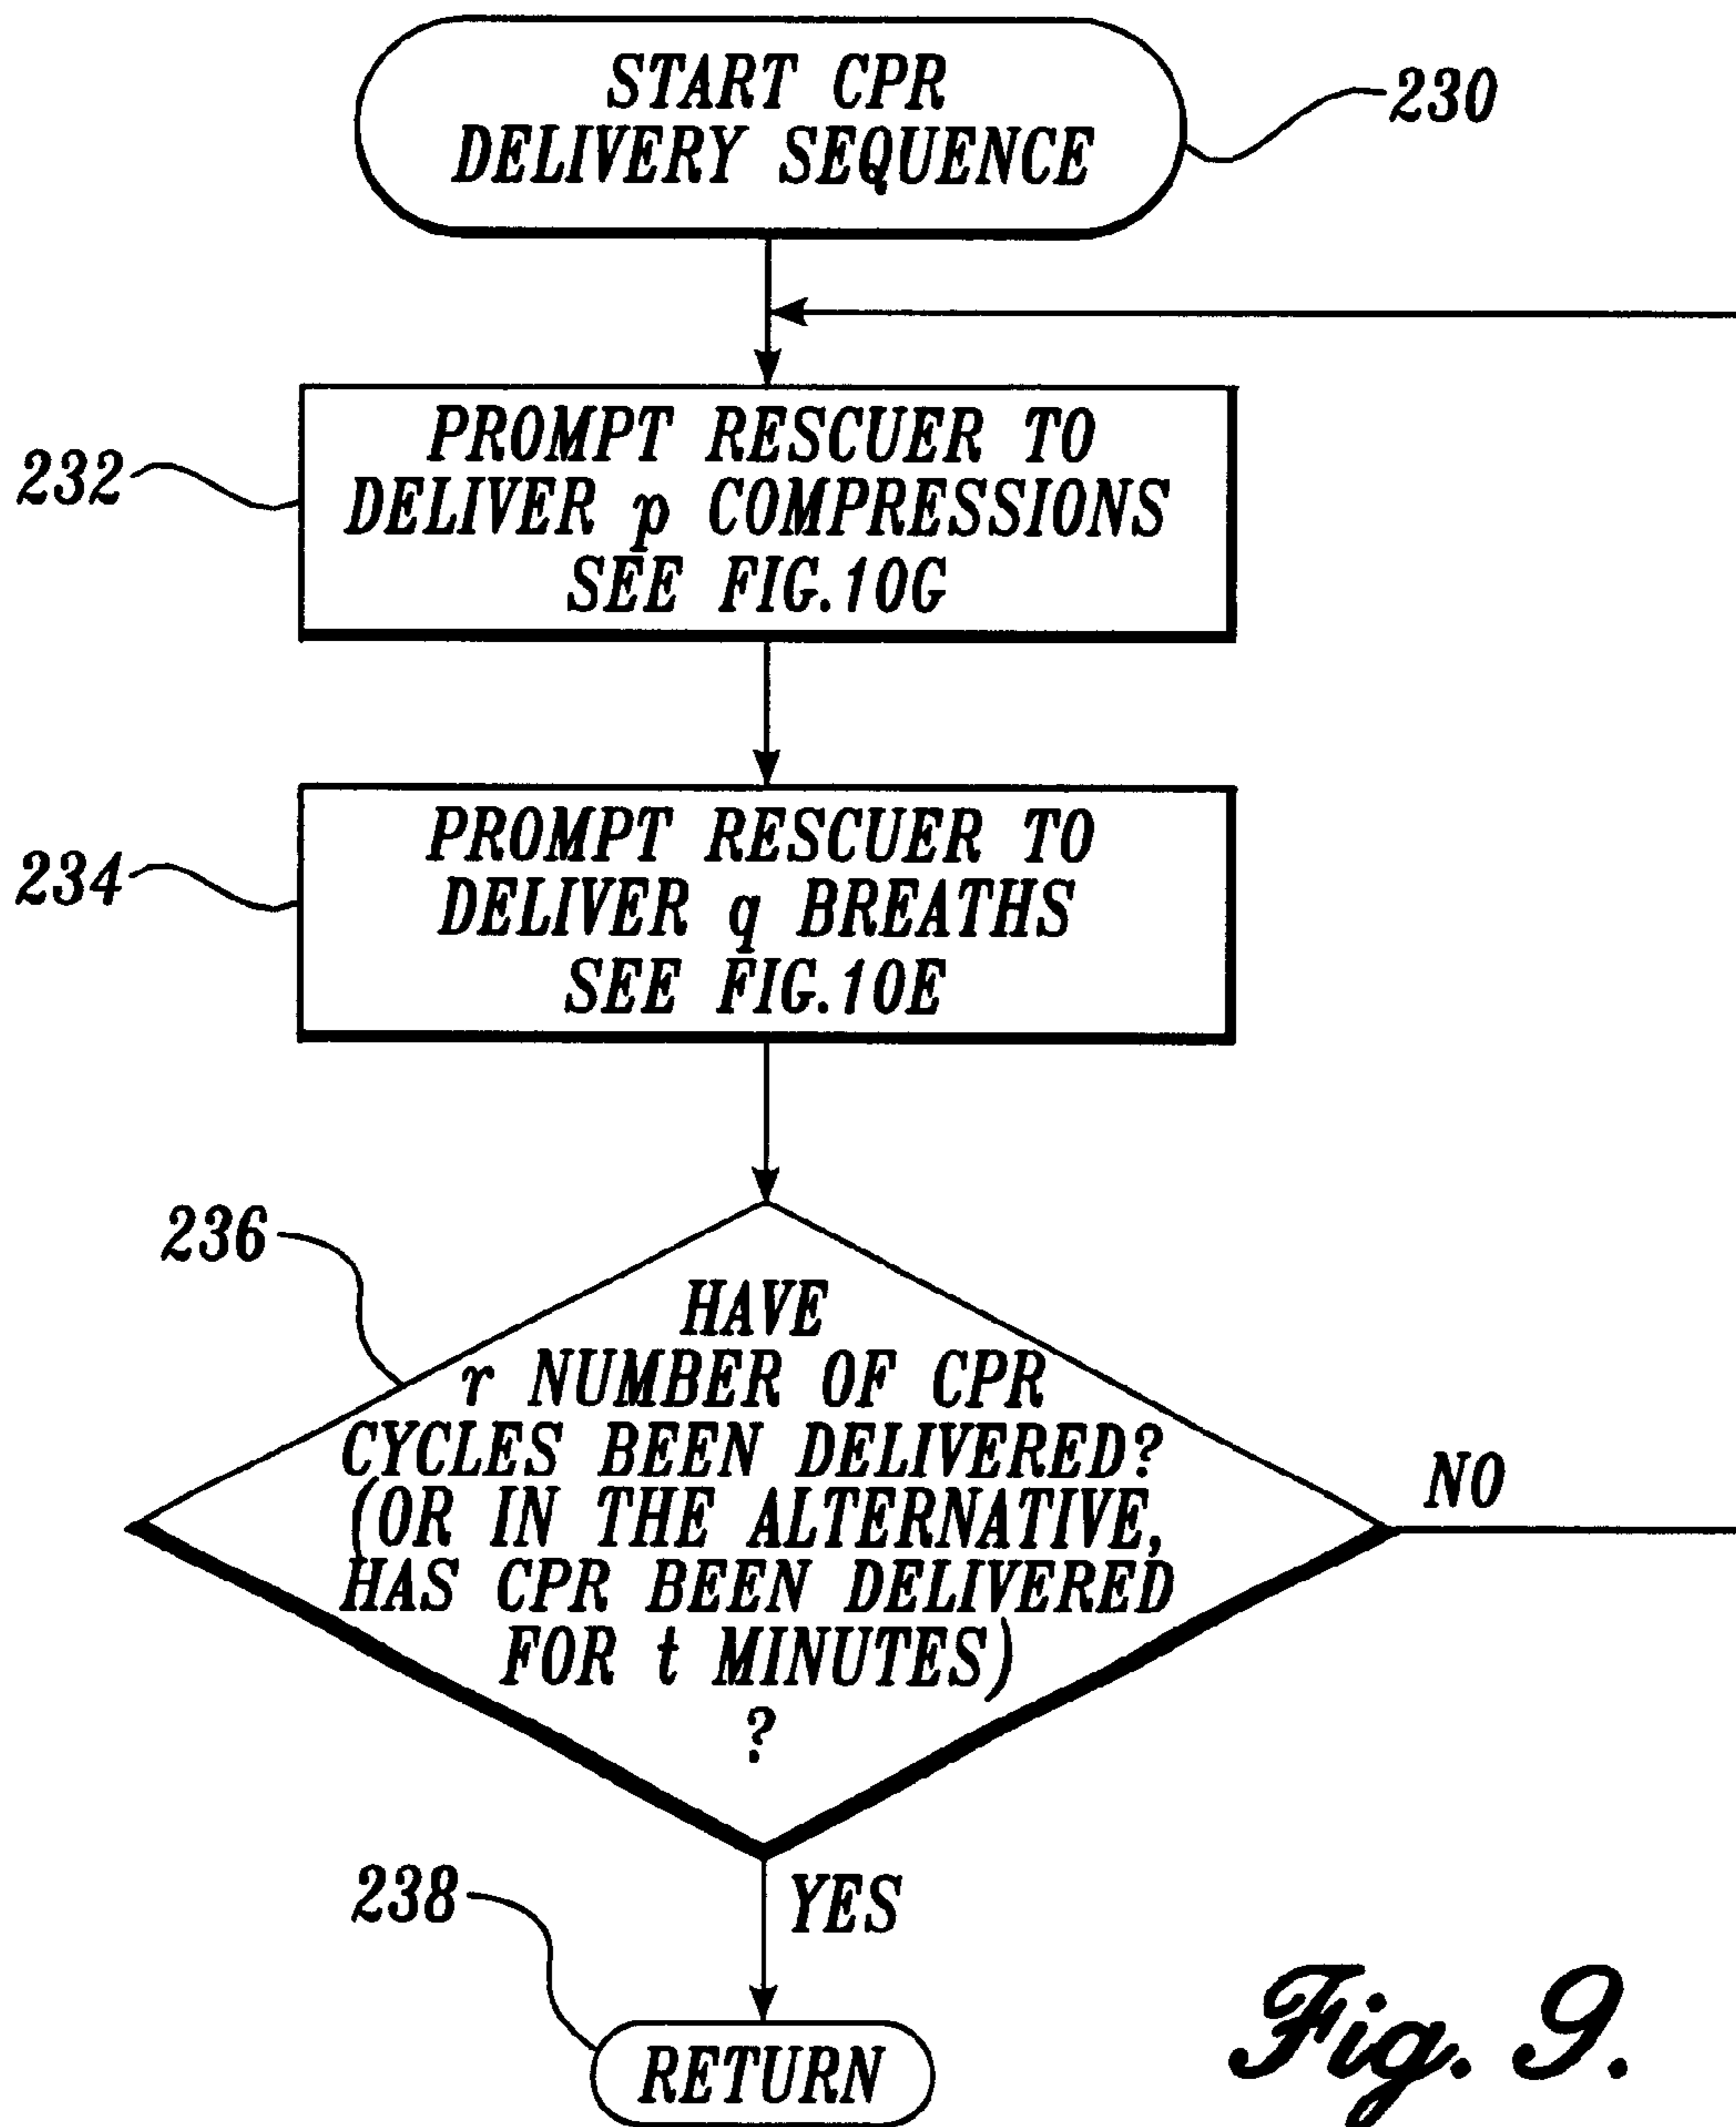 START CPR
DELIVERY SEQUENCE
230
232
PROMPT RESCUER TO
DELIVER p COMPRESSIONS
SEE FIG.10G
234
PROMPT RESCUER TO
DELIVER q BREATHS
SEE FIG.10E
236
HAVE
r NUMBER OF CPR
CYCLES BEEN DELIVERED?
(OR IN THE ALTERNATIVE,
HAS CPR BEEN DELIVERED
FOR t MINUTES)
?
NO
YES
238
RETURN
Fig. 9.